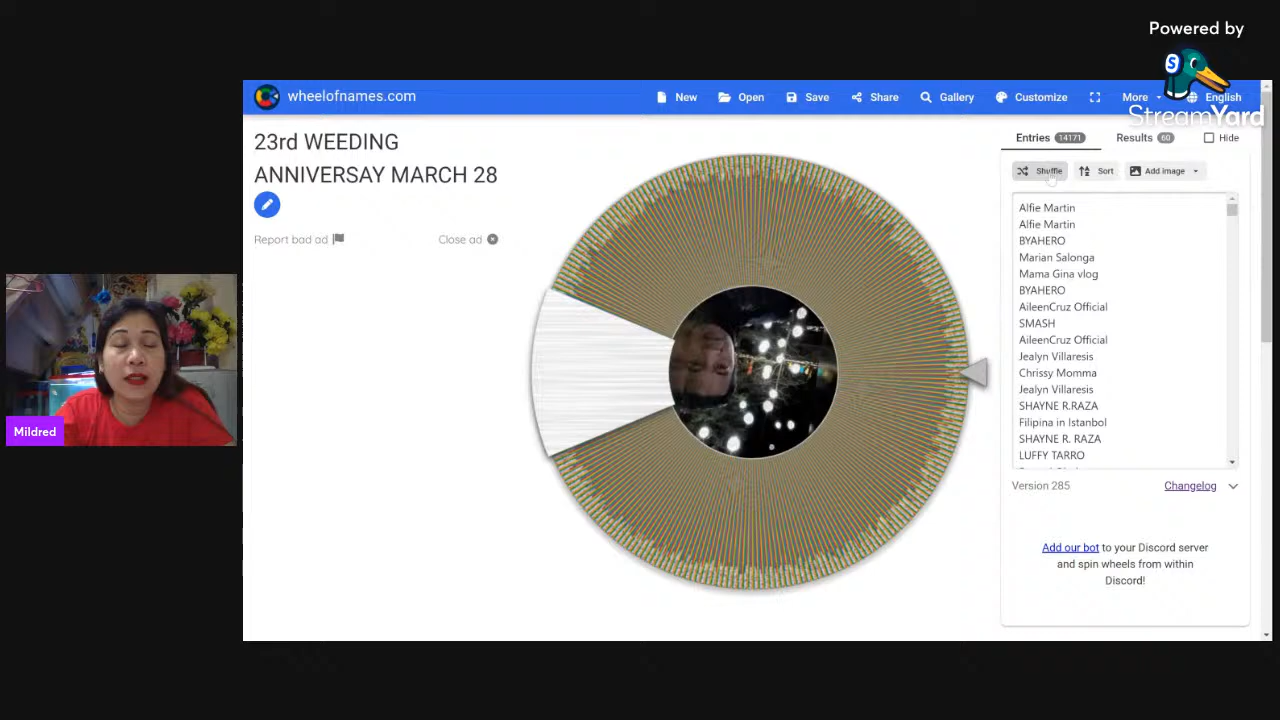 Powered by
StreamYard
wheelofnames.com
New
Open
Save
Share
Gallery
Customize
More
English
23rd WEEDING
ANNIVERSAY MARCH 28
Report bad ad
Close ad
Entries 14171
Results 60
Hide
Shuffle
Sort
Add image
Alfie Martin
Alfie Martin
BYAHERO
Marian Salonga
Mama Gina vlog
BYAHERO
AileenCruz Official
SMASH
AileenCruz Official
Jealyn Villaresis
Chrissy Momma
Jealyn Villaresis
SHAYNE R.RAZA
Filipina in Istanbol
SHAYNE R. RAZA
LUFFY TARRO
Version 285
Changelog
Add our bot to your Discord server
and spin wheels from within
Discord!
Mildred